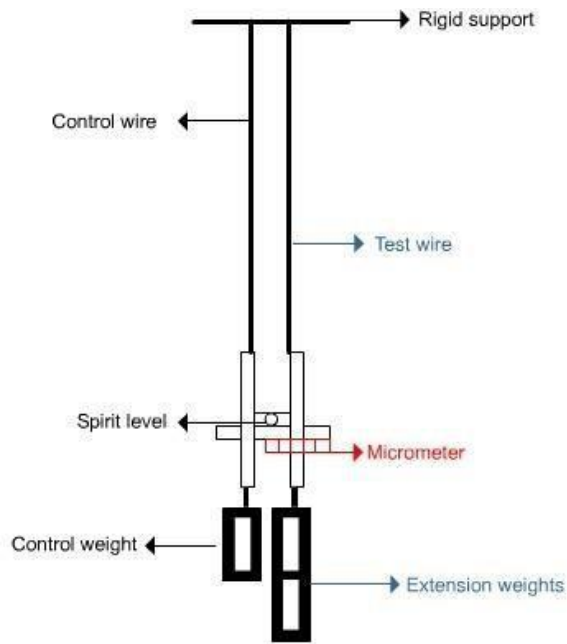 Rigid support
Control wire
Test wire
Spirit level
Micrometer
Control weight
Extension weights